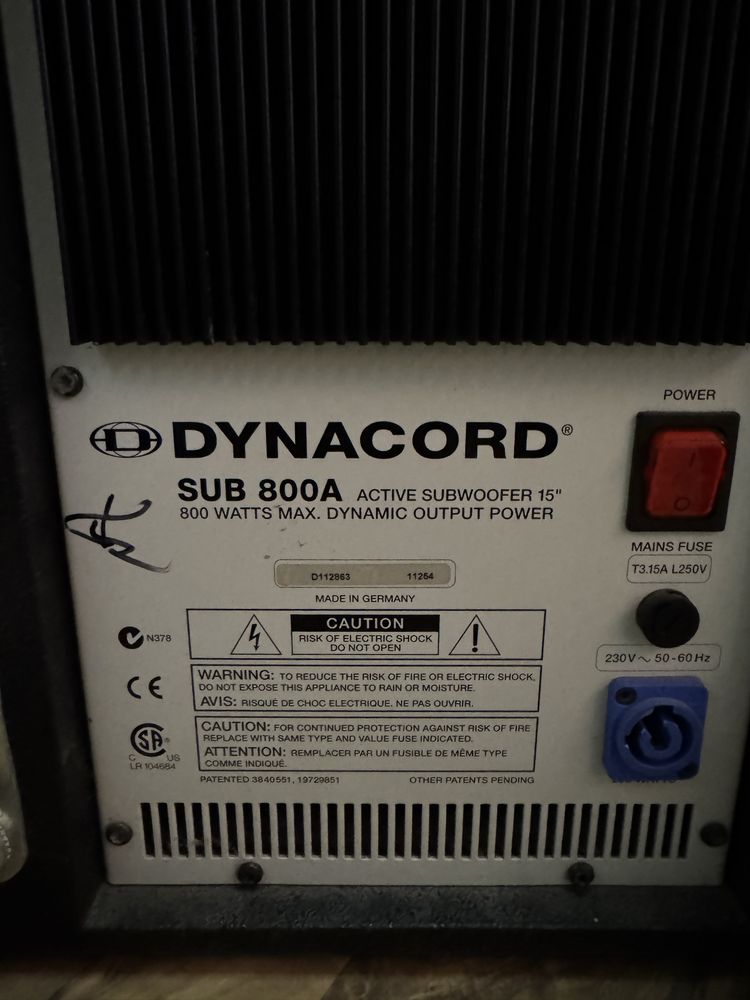 POWER
DYNACORD®
SUB 800A ACTIVE SUBWOOFER 15"
800 WATTS MAX. DYNAMIC OUTPUT POWER
MAINS FUSE
T3.15A L250V
D112863 11254
MADE IN GERMANY
CAUTION
RISK OF ELECTRIC SHOCK
DO NOT OPEN
N378
230V ~ 50-60Hz
WARNING: TO REDUCE THE RISK OF FIRE OR ELECTRIC SHOCK,
DO NOT EXPOSE THIS APPLIANCE TO RAIN OR MOISTURE.
AVIS: RISQUÉ DE CHOC ELECTRIQUE. NE PAS OUVRIR.
CE
CAUTION: FOR CONTINUED PROTECTION AGAINST RISK OF FIRE
REPLACE WITH SAME TYPE AND VALUE FUSE INDICATED.
ATTENTION: REMPLACER PAR UN FUSIBLE DE MÊME TYPE
COMME INDIQUÉ.
SA®
C US
LR 104684
PATENTED 3840551, 19729851 OTHER PATENTS PENDING